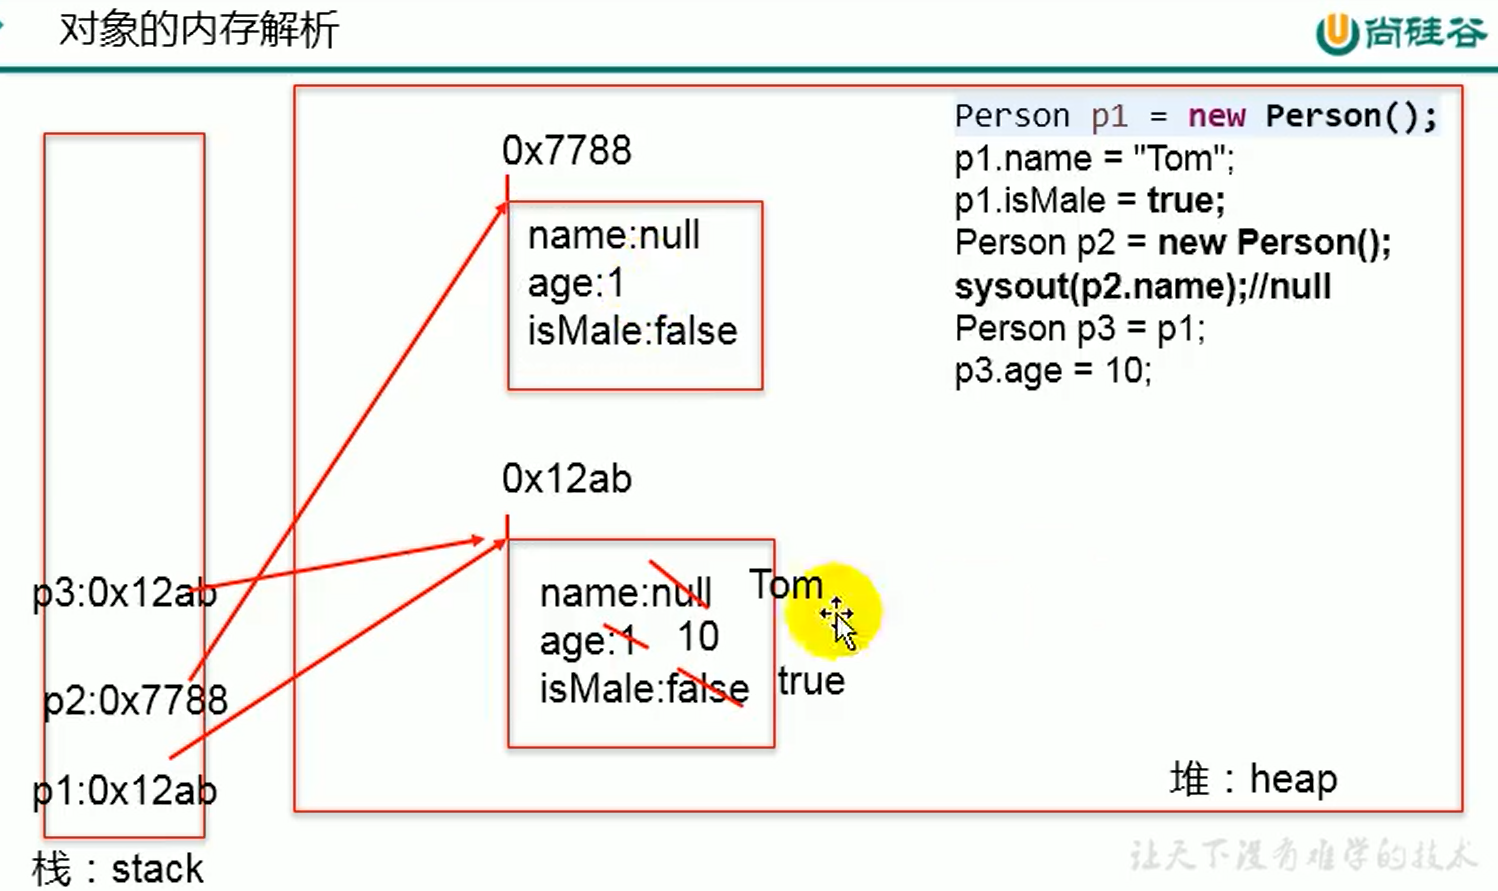 对象的内存解析
尚硅谷
Person p1 = new Person();
p1.name = "Tom";
p1.isMale = true;
Person p2 = new Person();
sysout(p2.name);//null
Person p3 = p1;
p3.age = 10;
0x7788
name:null
age:1
isMale:false
0x12ab
name:null Tom
age:1 10
isMale:false true
p3:0x12ab
p2:0x7788
p1:0x12ab
栈：stack
堆：heap
让天下没有难学的技术